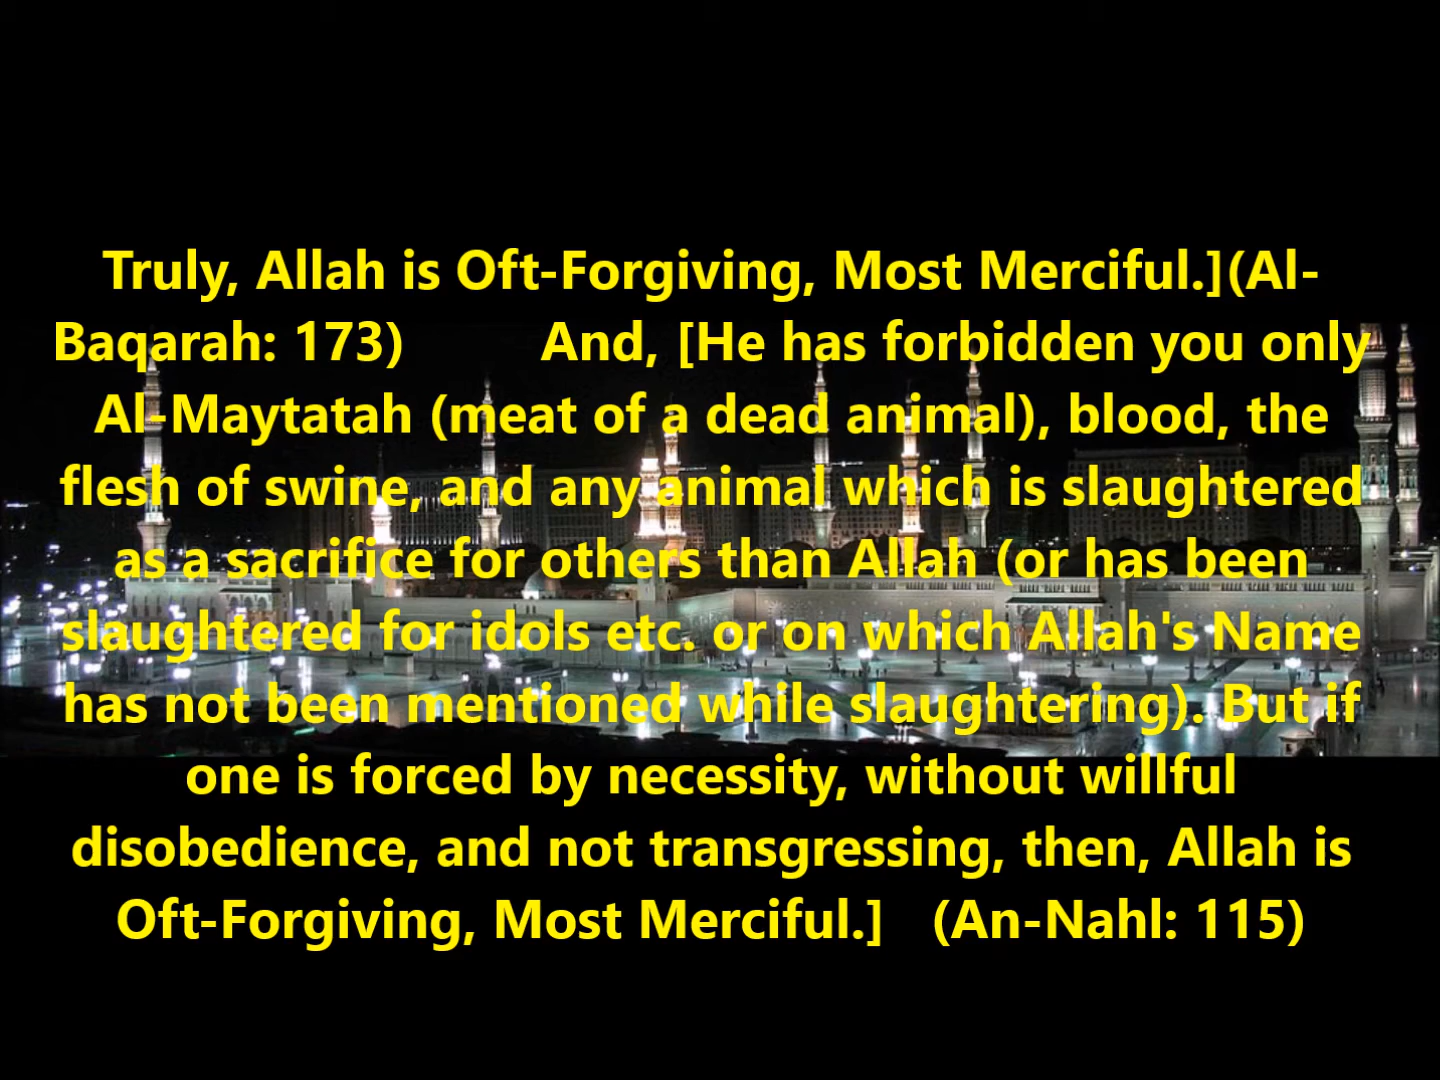 Truly, Allah is Oft-Forgiving, Most Merciful.](Al-
Baqarah: 173) And, [He has forbidden you only
Al-Maytatah (meat of a dead animal), blood, the
flesh of swine, and any animal which is slaughtered
as a sacrifice for others than Allah (or has been
slaughtered for idols etc. or on which Allah's Name
has not been mentioned while slaughtering). But if
one is forced by necessity, without willful
disobedience, and not transgressing, then, Allah is
Oft-Forgiving, Most Merciful.] (An-Nahl: 115)